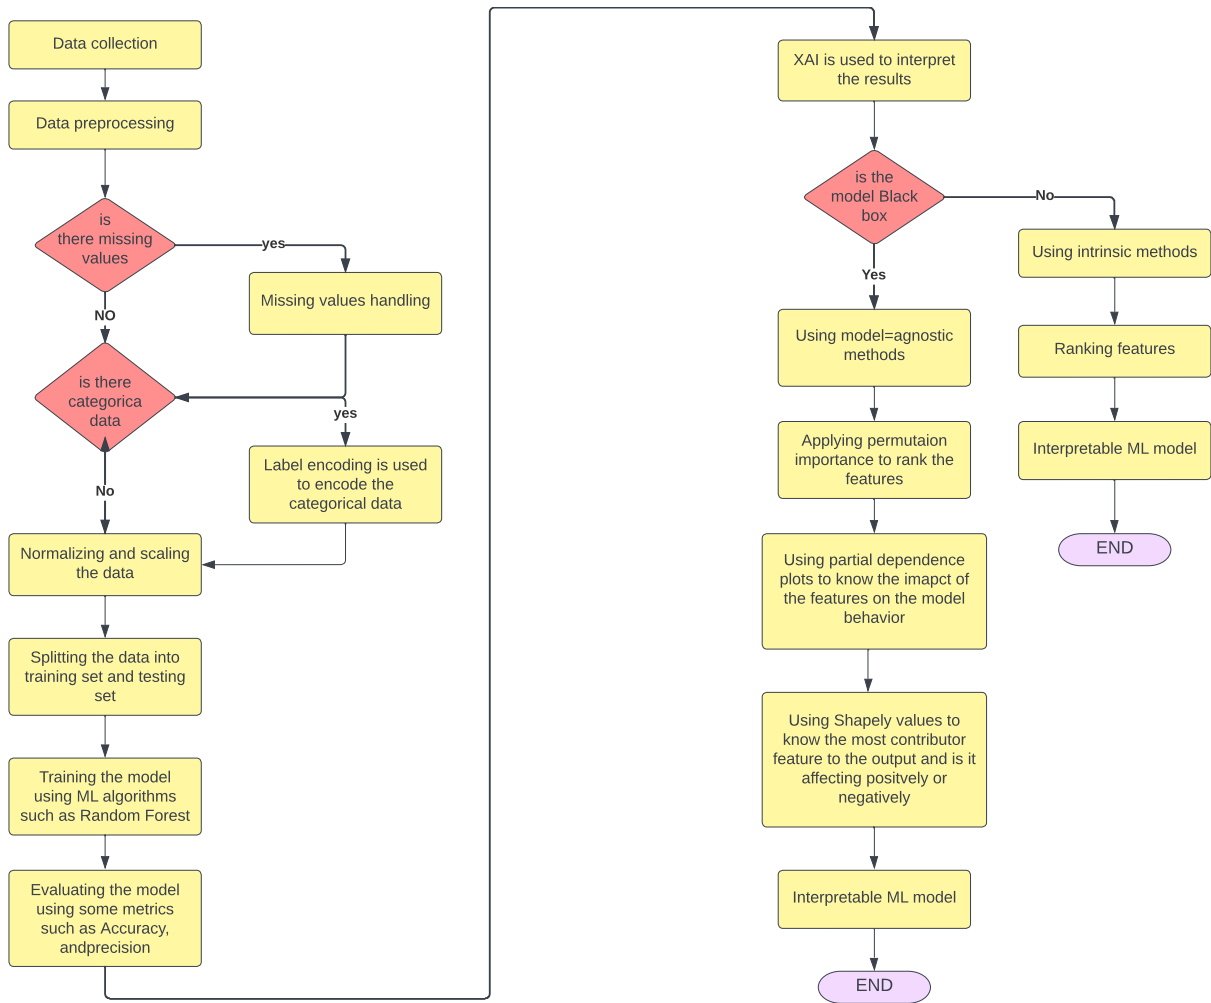 Data collection
Data preprocessing
is
there missing
values
yes
Missing values handling
NO
is there
categorica
data
yes
Label encoding is used
to encode the
categorical data
No
Normalizing and scaling
the data
Splitting the data into
training set and testing
set
Training the model
using ML algorithms
such as Random Forest
Evaluating the model
using some metrics
such as Accuracy,
andprecision
XAI is used to interpret
the results
is the
model Black
box
No
Using intrinsic methods
Ranking features
Interpretable ML model
END
Yes
Using model=agnostic
methods
Applying permutaion
importance to rank the
features
Using partial dependence
plots to know the imapct of
the features on the model
behavior
Using Shapely values to
know the most contributor
feature to the output and is it
affecting positvely or
negatively
Interpretable ML model
END